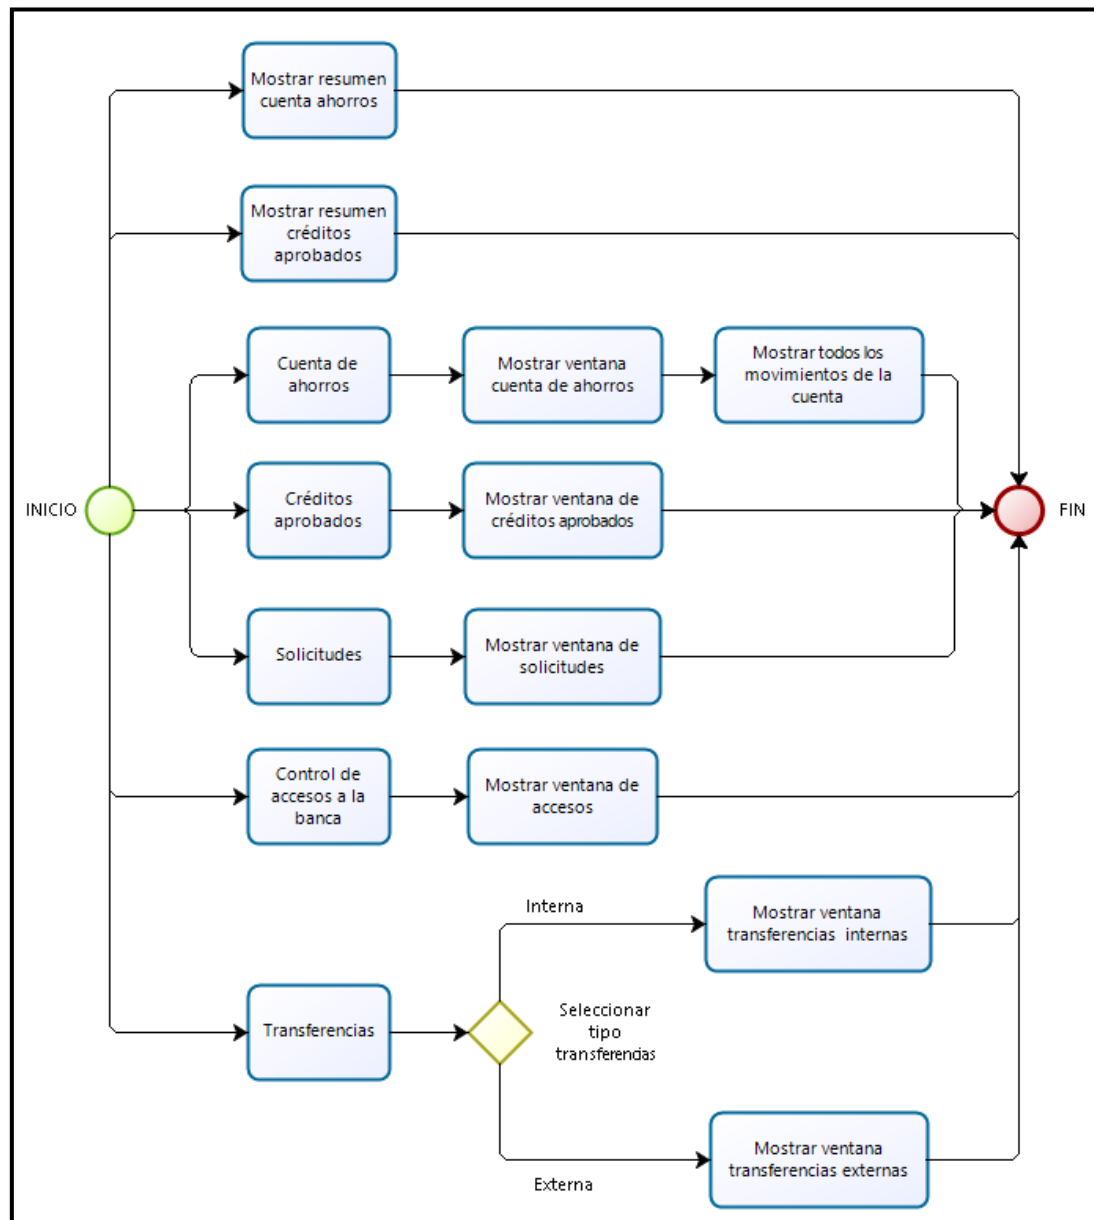 Mostrar resumen
cuenta ahorros
Mostrar resumen
créditos
aprobados
Cuenta de
ahorros
Mostrar ventana
cuenta de ahorros
Mostrar todos los
movimientos de la
cuenta
INICIO
Créditos
aprobados
Mostrar ventana de
créditos aprobados
FIN
Solicitudes
Mostrar ventana de
solicitudes
Control de
accesos a la
banca
Mostrar ventana de
accesos
Interna
Mostrar ventana
transferencias internas
Transferencias
Seleccionar
tipo
transferencias
Externa
Mostrar ventana
transferencias externas